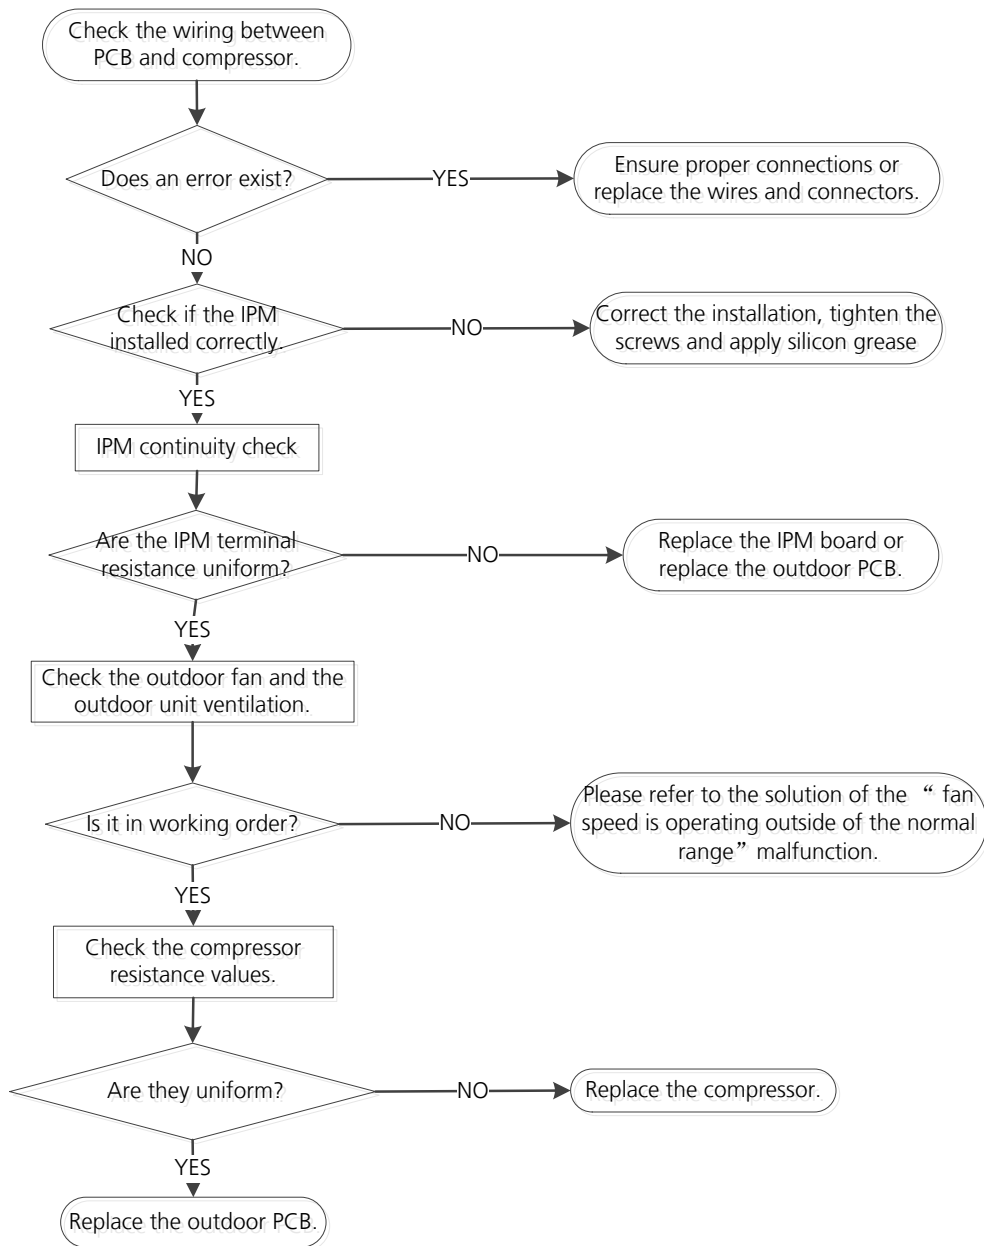 Check the wiring between
PCB and compressor.
Does an error exist?
YES
Ensure proper connections or
replace the wires and connectors.
NO
Check if the IPM
installed correctly.
NO
Correct the installation, tighten the
screws and apply silicon grease
YES
IPM continuity check
Are the IPM terminal
resistance uniform?
NO
Replace the IPM board or
replace the outdoor PCB.
YES
Check the outdoor fan and the
outdoor unit ventilation.
Is it in working order?
NO
Please refer to the solution of the “ fan
speed is operating outside of the normal
range” malfunction.
YES
Check the compressor
resistance values.
Are they uniform?
NO
Replace the compressor.
YES
Replace the outdoor PCB.